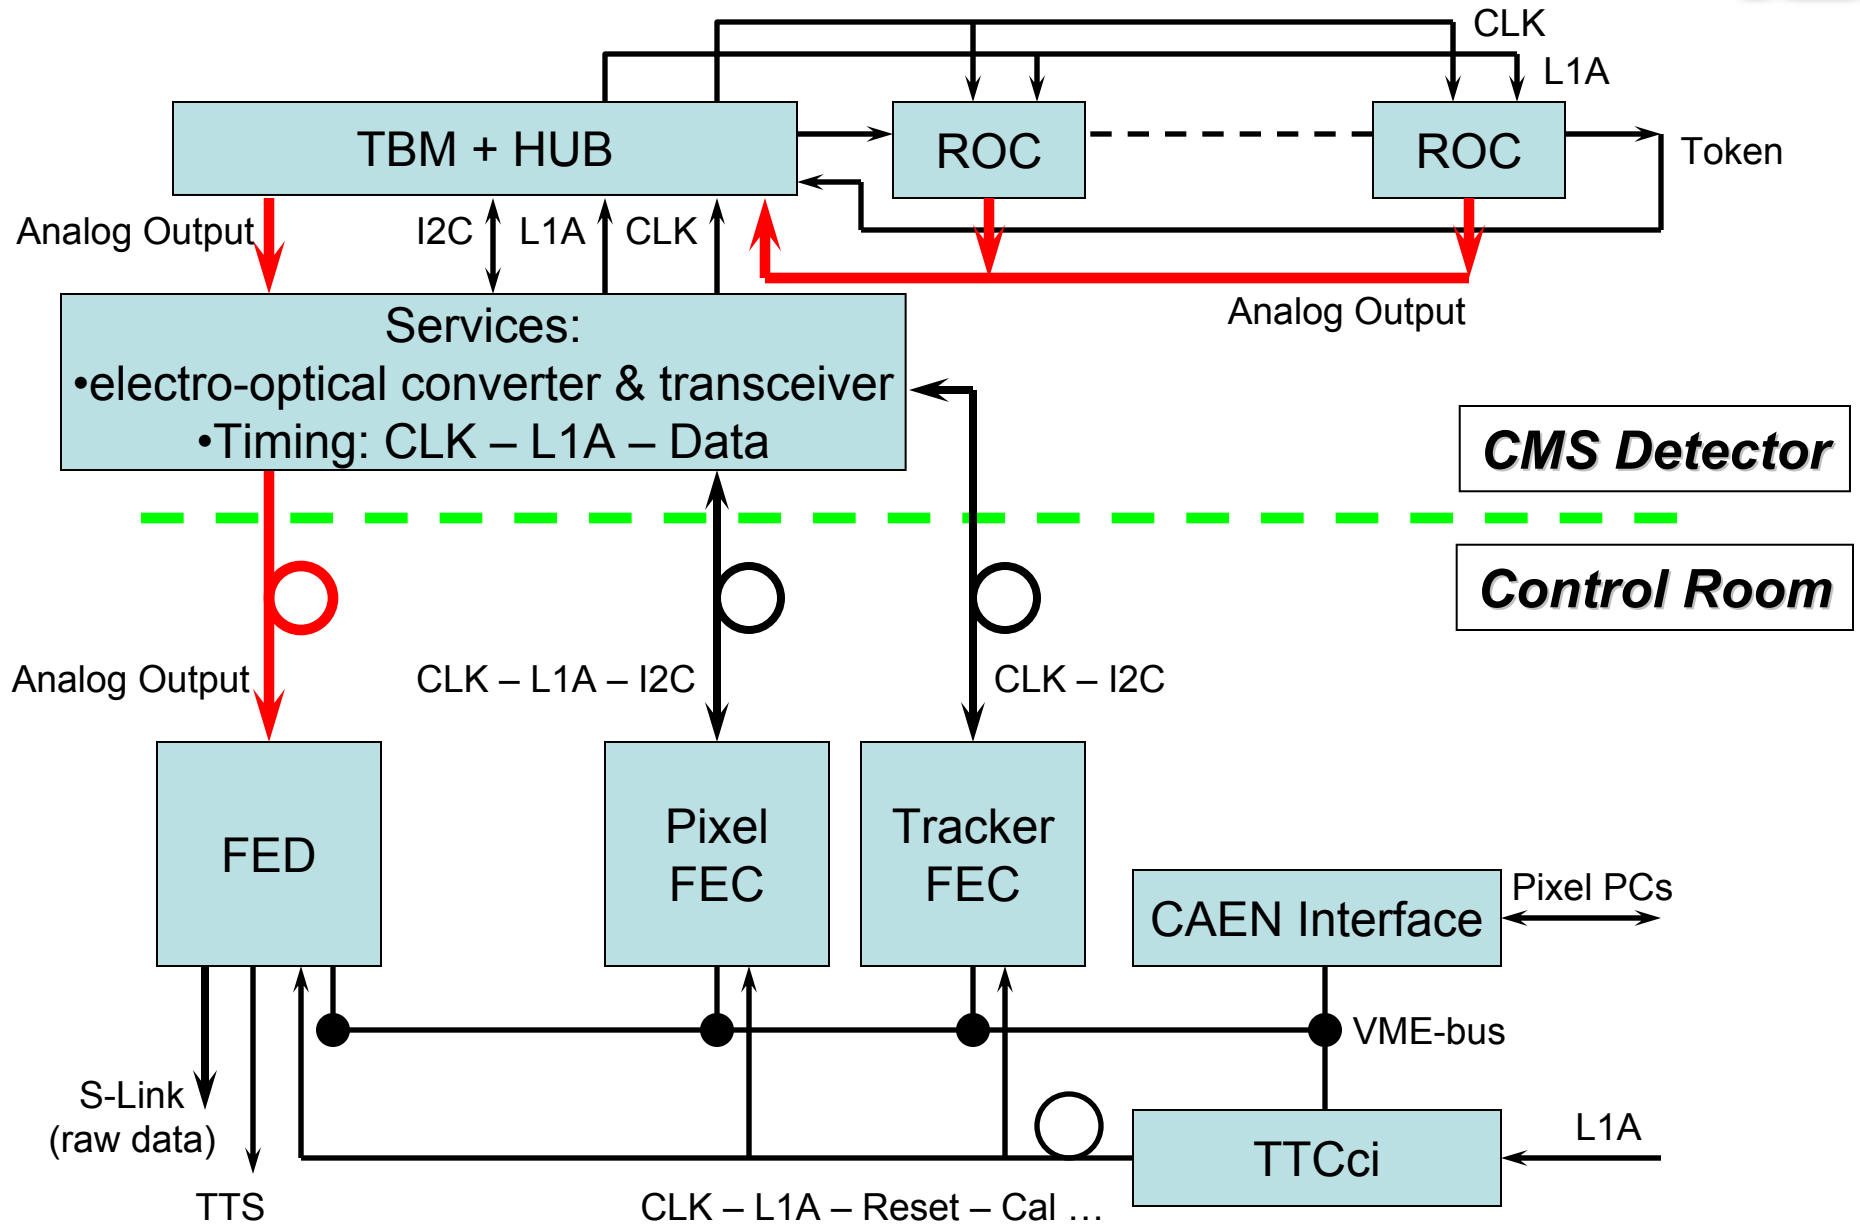 CLK
L1A
TBM + HUB
ROC
ROC
Token
Analog Output
I2C
L1A
CLK
Analog Output
Services:
•electro-optical converter & transceiver
•Timing: CLK – L1A – Data
CMS Detector
Control Room
Analog Output
CLK – L1A – I2C
CLK – I2C
FED
Pixel
FEC
Tracker
FEC
CAEN Interface
Pixel PCs
VME-bus
S-Link
(raw data)
TTS
TTCci
L1A
CLK – L1A – Reset – Cal …